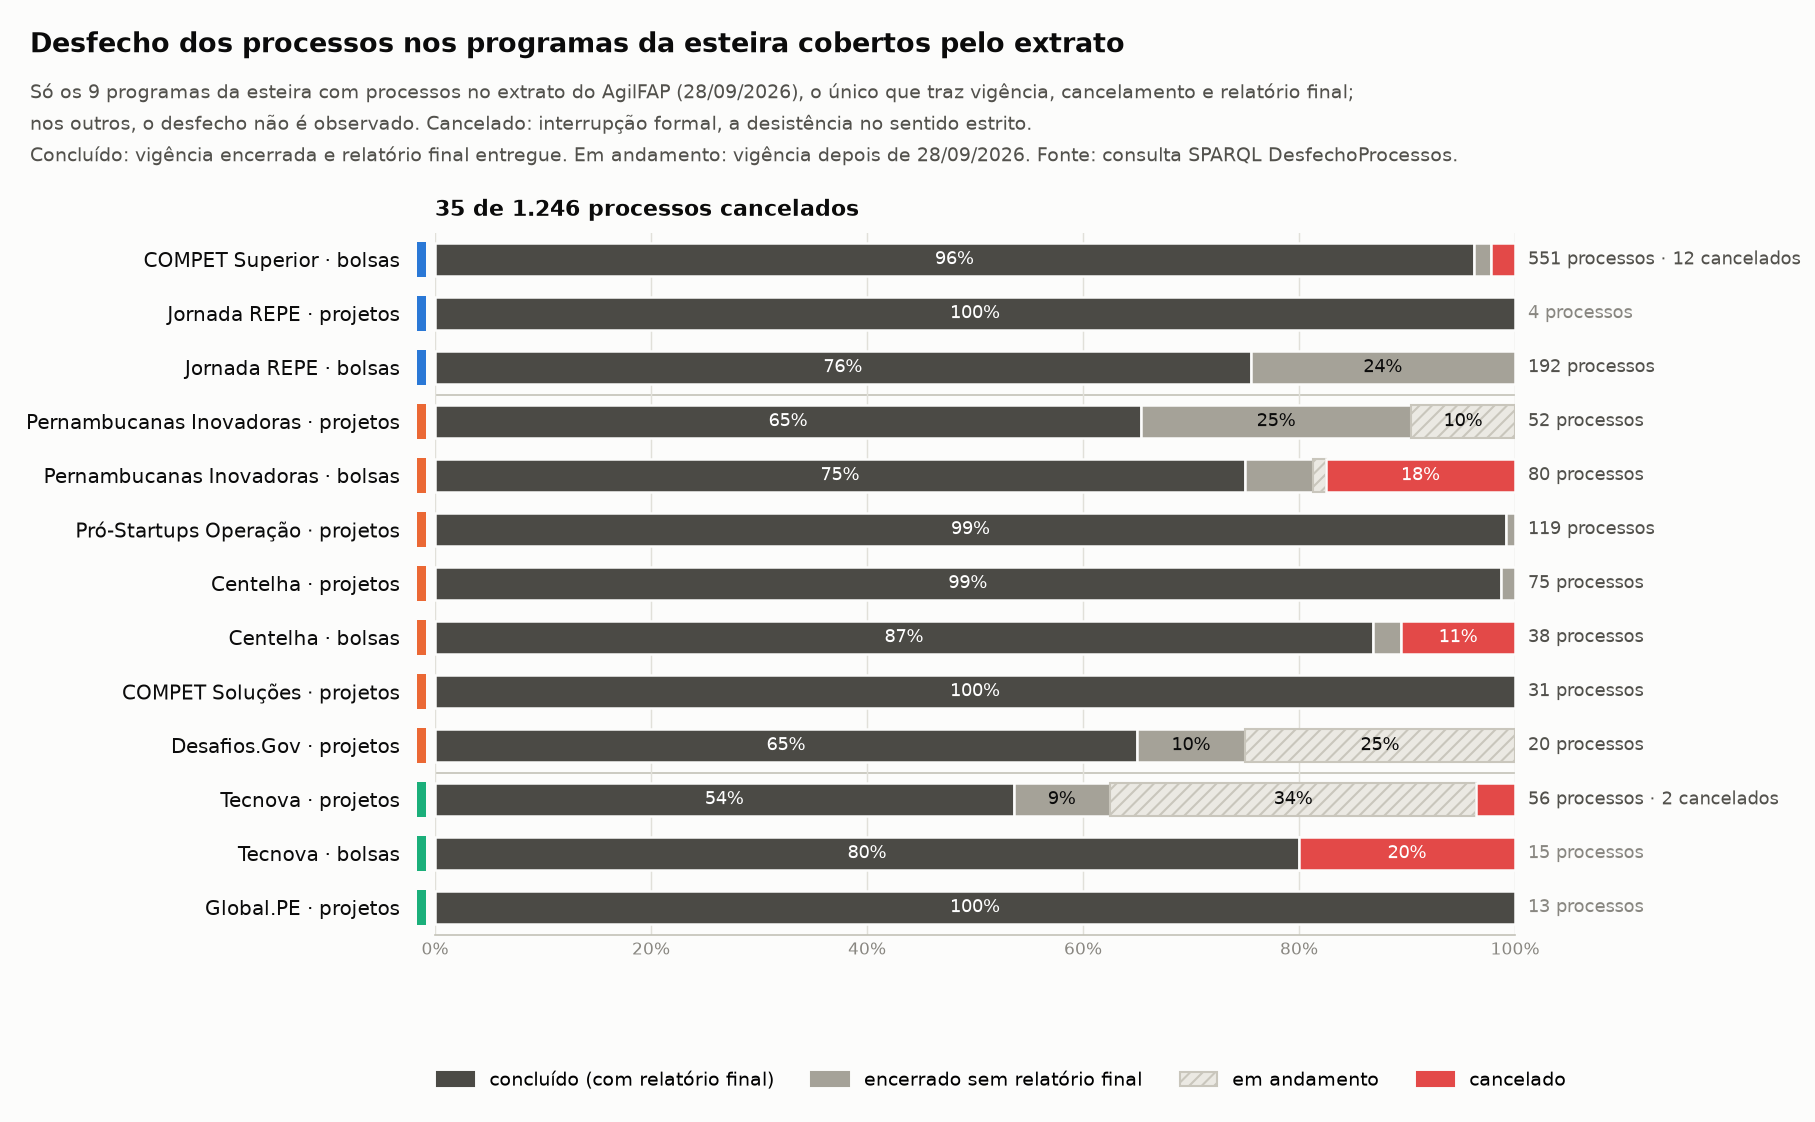 Desfecho dos processos nos programas da esteira cobertos pelo extrato
Só os 9 programas da esteira com processos no extrato do AgilFAP (28/09/2026), o único que traz vigência, cancelamento e relatório final;
nos outros, o desfecho não é observado. Cancelado: interrupção formal, a desistência no sentido estrito.
Concluído: vigência encerrada e relatório final entregue. Em andamento: vigência depois de 28/09/2026. Fonte: consulta SPARQL DesfechoProcessos.
35 de 1.246 processos cancelados
COMPET Superior · bolsas 96% 551 processos · 12 cancelados
Jornada REPE · projetos 100% 4 processos
Jornada REPE · bolsas 76% 24% 192 processos
Pernambucanas Inovadoras · projetos 65% 25% 10% 52 processos
Pernambucanas Inovadoras · bolsas 75% 18% 80 processos
Pró-Startups Operação · projetos 99% 119 processos
Centelha · projetos 99% 75 processos
Centelha · bolsas 87% 11% 38 processos
COMPET Soluções · projetos 100% 31 processos
Desafios.Gov · projetos 65% 10% 25% 20 processos
Tecnova · projetos 54% 9% 34% 56 processos · 2 cancelados
Tecnova · bolsas 80% 20% 15 processos
Global.PE · projetos 100% 13 processos
0% 20% 40% 60% 80% 100%
concluído (com relatório final) encerrado sem relatório final em andamento cancelado